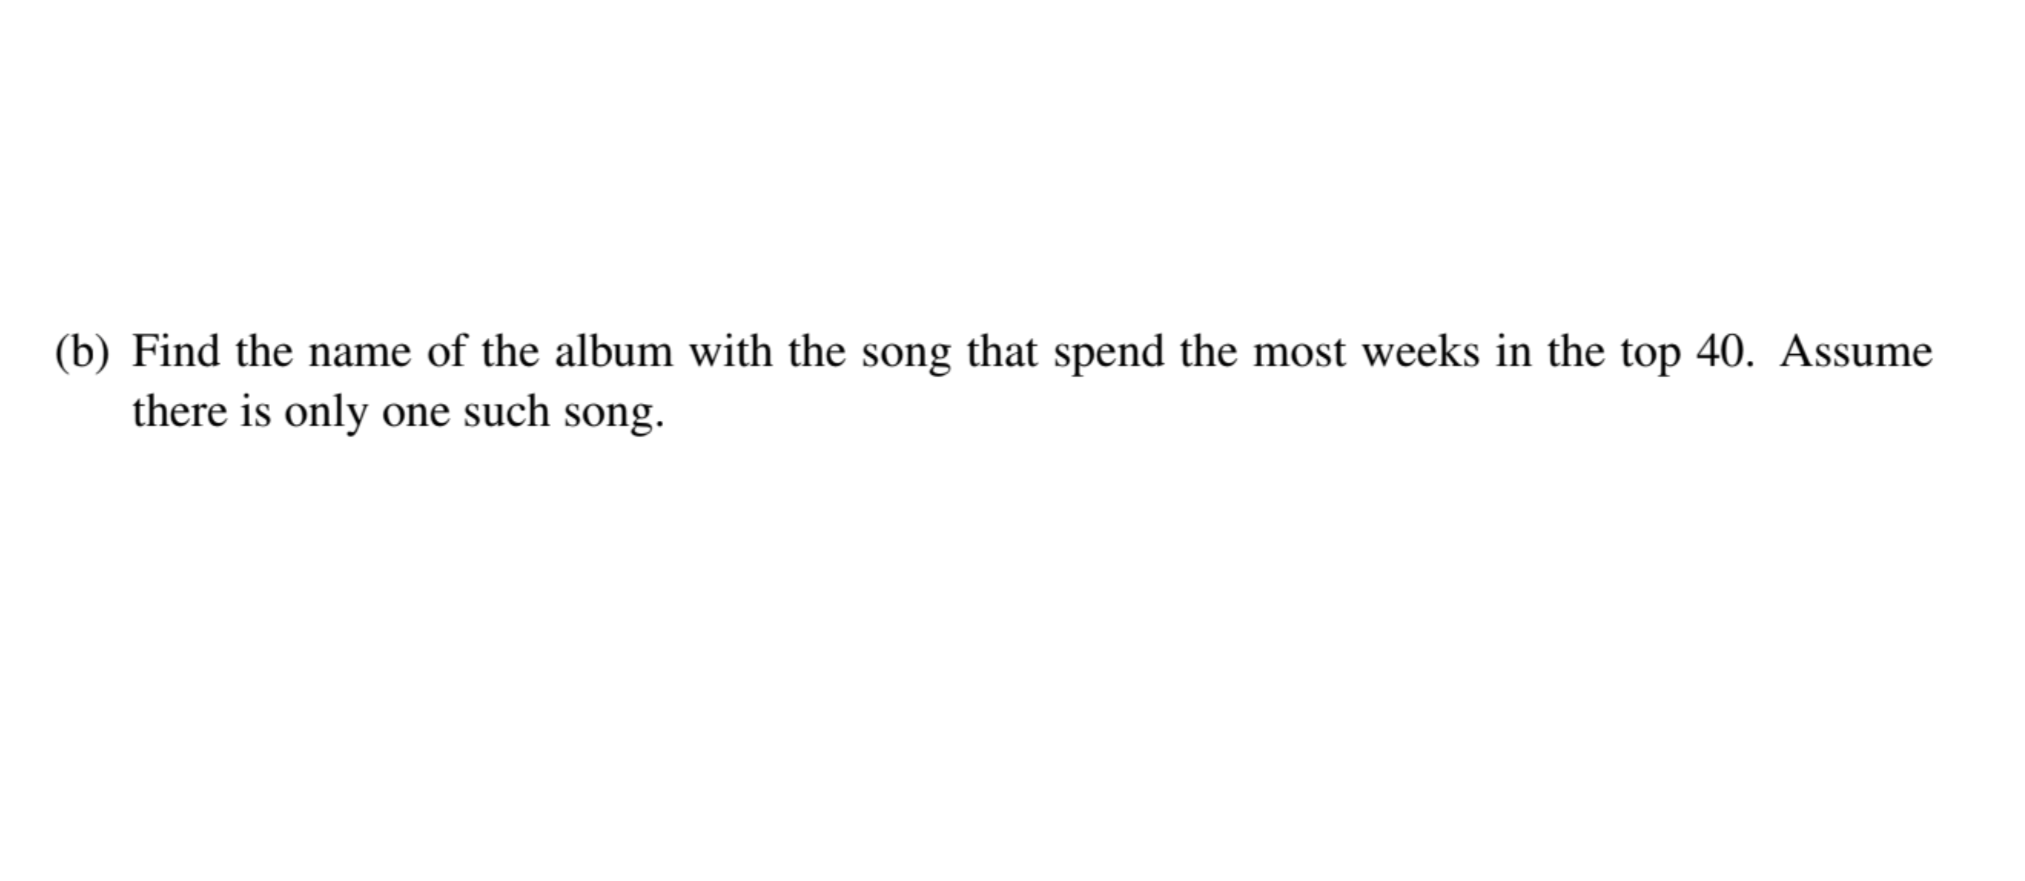 (b) Find the name of the album with the song that spend the most weeks in the top 40. Assume
there is only one such song.